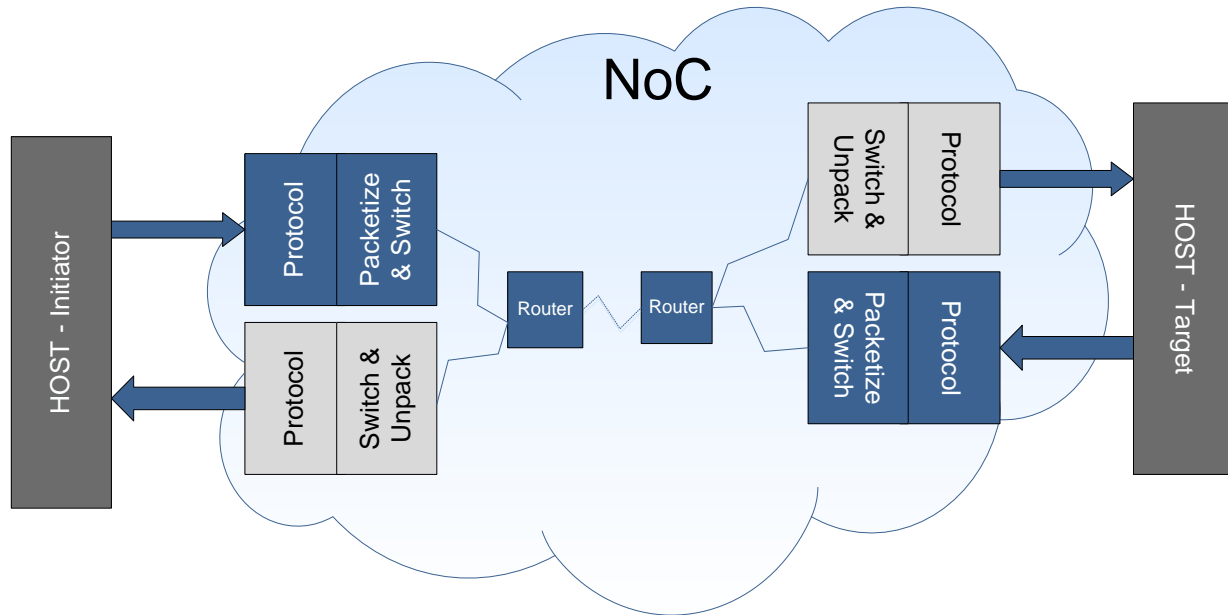 NoC
HOST - Initiator
Protocol
Packetize
& Switch
Protocol
Switch &
Unpack
Router
Router
Switch &
Unpack
Protocol
Packetize
& Switch
Protocol
HOST - Target